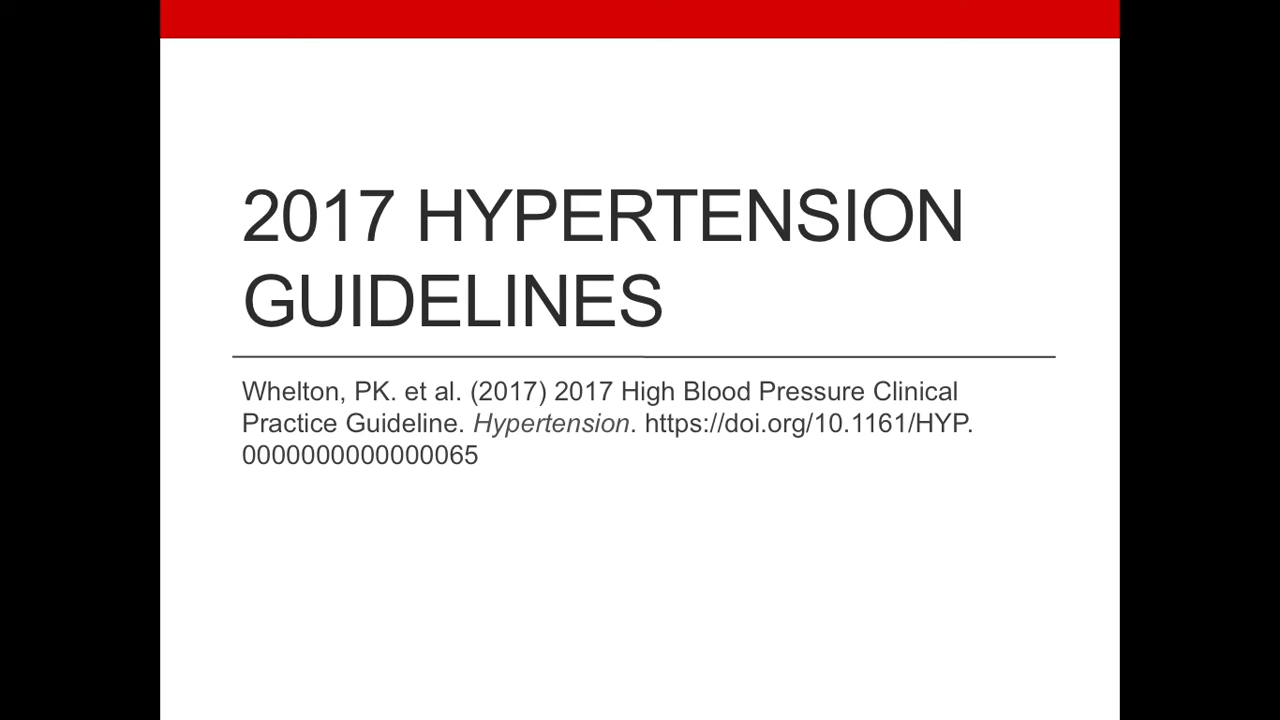 2017 HYPERTENSION
GUIDELINES
Whelton, PK. et al. (2017) 2017 High Blood Pressure Clinical
Practice Guideline. Hypertension. https://doi.org/10.1161/HYP.
0000000000000065